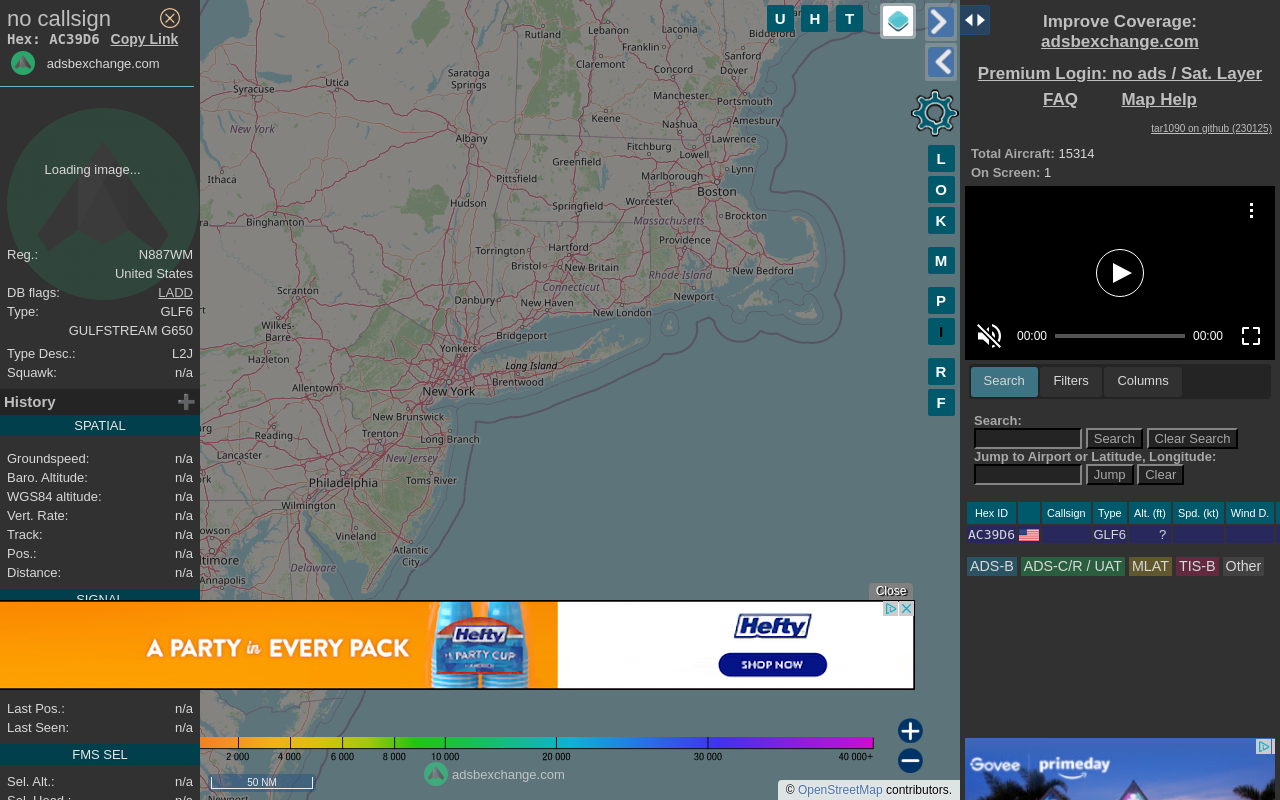 no callsign
Hex: AC39D6 Copy Link
adsbexchange.com
Loading image...
Reg.: N887WM
United States
DB flags: LADD
Type: GLF6
GULFSTREAM G650
Type Desc.: L2J
Squawk: n/a
History
SPATIAL
Groundspeed: n/a
Baro. Altitude: n/a
WGS84 altitude: n/a
Vert. Rate: n/a
Track: n/a
Pos.: n/a
Distance: n/a
SIGNAL
Last Pos.: n/a
Last Seen: n/a
FMS SEL
Sel. Alt.: n/a
Sel. Head.: n/a
U H T
L
O
K
M
P
I
R
F
Rutland
Lebanon
Laconia
Biddeford
Franklin
Claremont
Sanford
Concord
Dover
Utica
Saratoga
Springs
Syracuse
Manchester
Portsmouth
Keene
Amesbury
New York
Nashua
Albany
Lawrence
Fitchburg
Lowell
Greenfield
Lynn
Ithaca
Pittsfield
Marlborough
Boston
Hudson
Springfield
Worcester
Binghamton
Massachusetts
Brockton
Providence
Torrington
Hartford
Bristol
New Britain
New Bedford
Rhode Island
Connecticut
Scranton
Danbury
New Haven
Newport
New London
Wilkes-
Barre
Bridgeport
Yonkers
Hazleton
Long Island
Brentwood
Allentown
New York
New Brunswick
Reading
Trenton
Long Branch
Lancaster
New Jersey
Philadelphia
Toms River
Wilmington
Vineland
Atlantic
City
Annapolis
Delaware
Close
A PARTY in EVERY PACK
Hefty
PARTY CUP
Hefty
SHOP NOW
2 000 4 000 6 000 8 000 10 000 20 000 30 000 40 000+
adsbexchange.com
50 NM
© OpenStreetMap contributors.
Improve Coverage:
adsbexchange.com
Premium Login: no ads / Sat. Layer
FAQ Map Help
tar1090 on github (230125)
Total Aircraft: 15314
On Screen: 1
00:00 00:00
Search Filters Columns
Search:
Search Clear Search
Jump to Airport or Latitude, Longitude:
Jump Clear
Hex ID Callsign Type Alt. (ft) Spd. (kt) Wind D.
AC39D6 GLF6 ?
ADS-B ADS-C/R / UAT MLAT TIS-B Other
Govee primeday